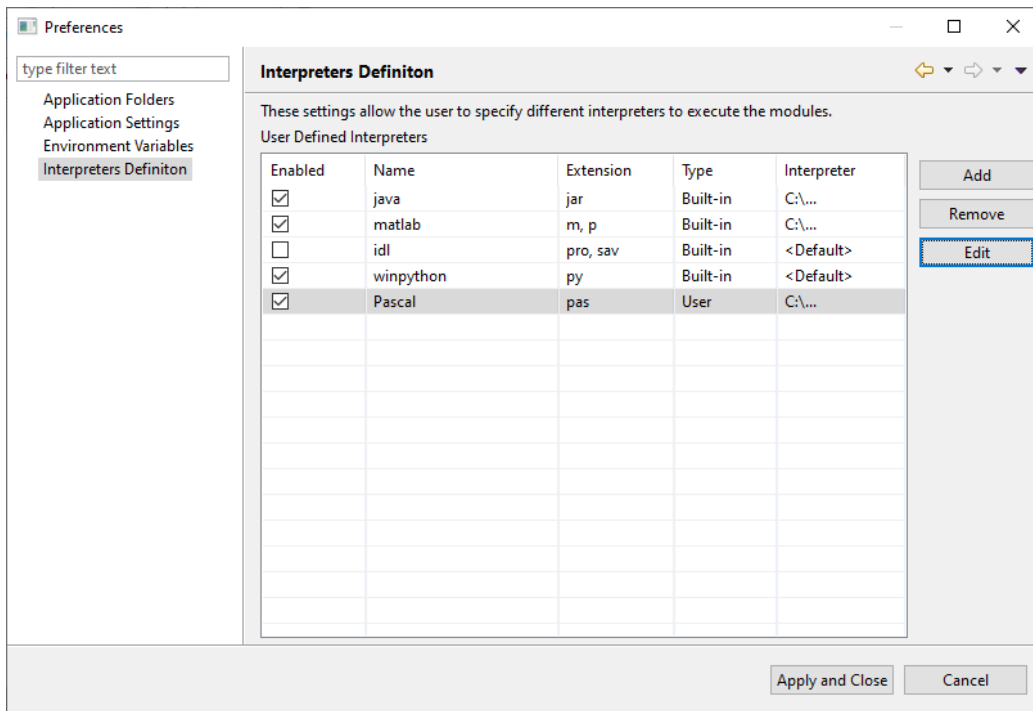 Preferences
type filter text
Application Folders
Application Settings
Environment Variables
Interpreters Definiton
Interpreters Definiton
These settings allow the user to specify different interpreters to execute the modules.
User Defined Interpreters
Enabled Name Extension Type Interpreter
java jar Built-in C:\...
matlab m, p Built-in C:\...
idl pro, sav Built-in <Default>
winpython py Built-in <Default>
Pascal pas User C:\...
Add
Remove
Edit
Apply and Close Cancel